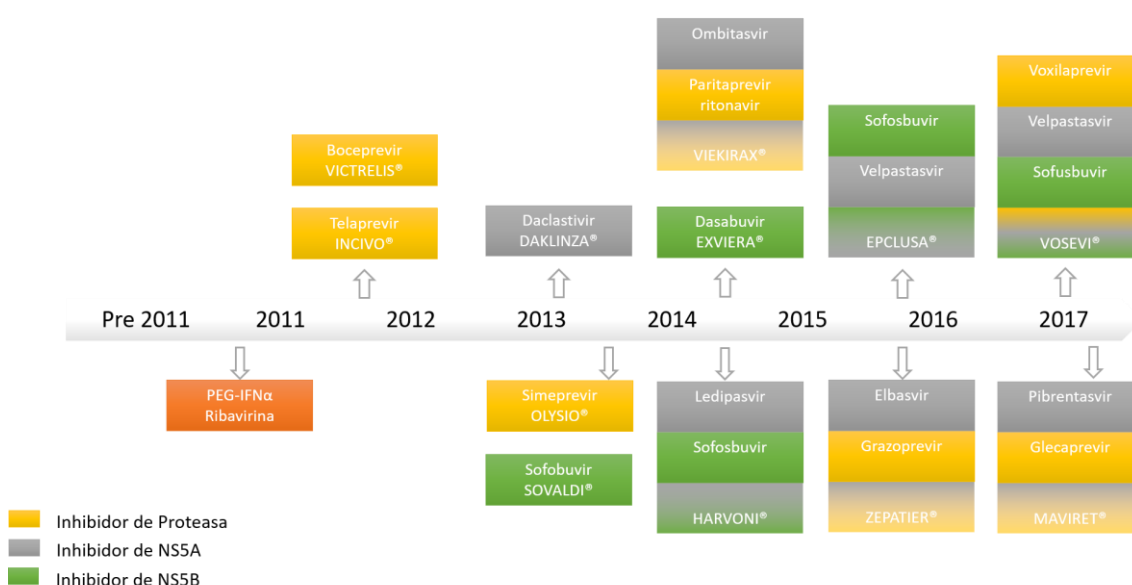 Ombitasvir
Paritaprevir
ritonavir
VIEKIRAX®
Voxilaprevir
Velpastasvir
Sofusbuvir
VOSEVI®
Sofosbuvir
Velpastasvir
EPCLUSA®
Boceprevir
VICTRELIS®
Telaprevir
INCIVO®
Daclastivir
DAKLINZA®
Dasabuvir
EXVIERA®
Pre 2011 2011 2012 2013 2014 2015 2016 2017
PEG-IFNα
Ribavirina
Simeprevir
OLYSIO®
Sofobuvir
SOVALDI®
Ledipasvir
Sofosbuvir
HARVONI®
Elbasvir
Grazoprevir
ZEPATIER®
Pibrentasvir
Glecaprevir
MAVIRET®
Inhibidor de Proteasa
Inhibidor de NS5A
Inhibidor de NS5B